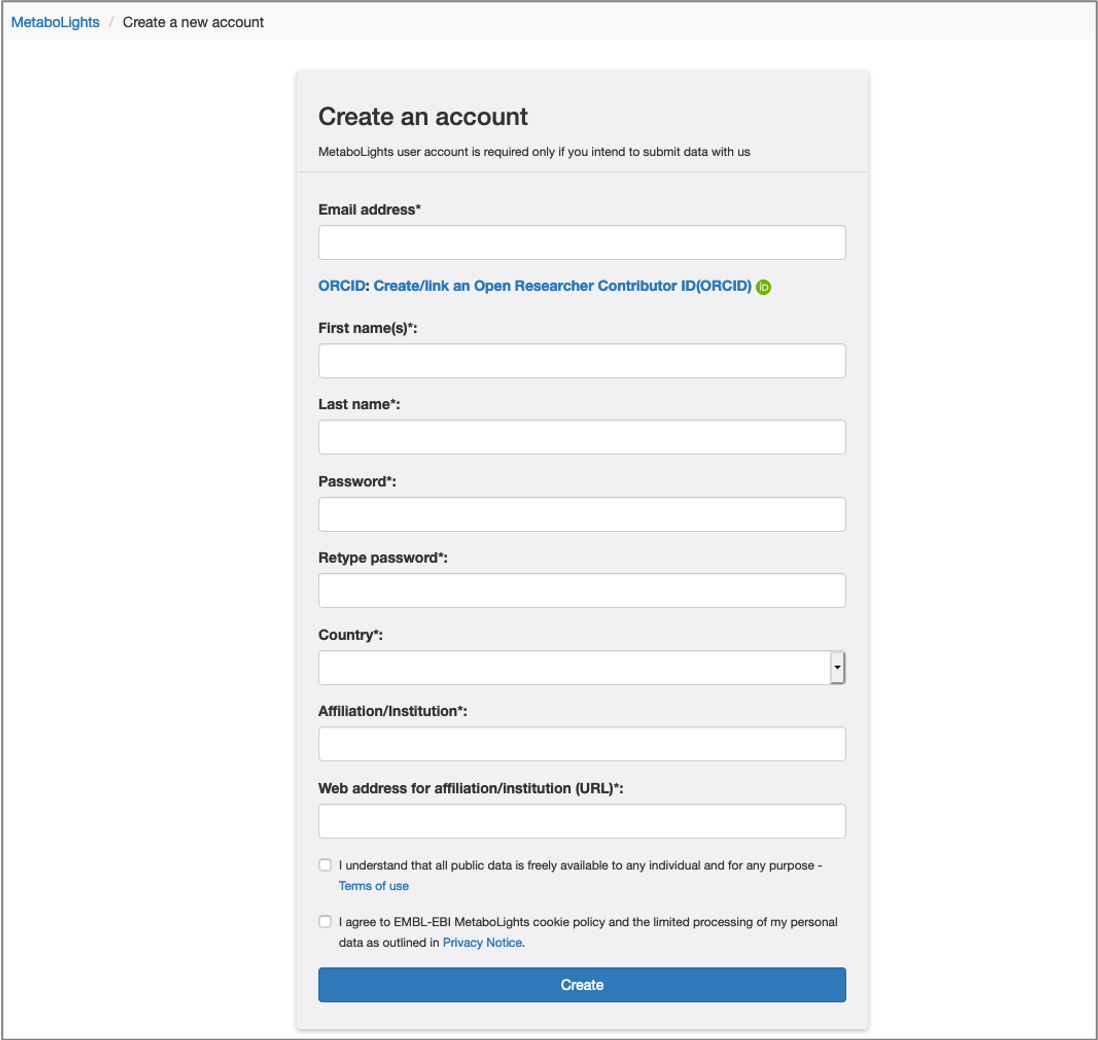 MetaboLights / Create a new account
Create an account
MetaboLights user account is required only if you intend to submit data with us
Email address*
ORCID: Create/link an Open Researcher Contributor ID(ORCID) iD
First name(s)*:
Last name*:
Password*:
Retype password*:
Country*:
Affiliation/Institution*:
Web address for affiliation/institution (URL)*:
I understand that all public data is freely available to any individual and for any purpose -
Terms of use
I agree to EMBL-EBI MetaboLights cookie policy and the limited processing of my personal
data as outlined in Privacy Notice.
Create